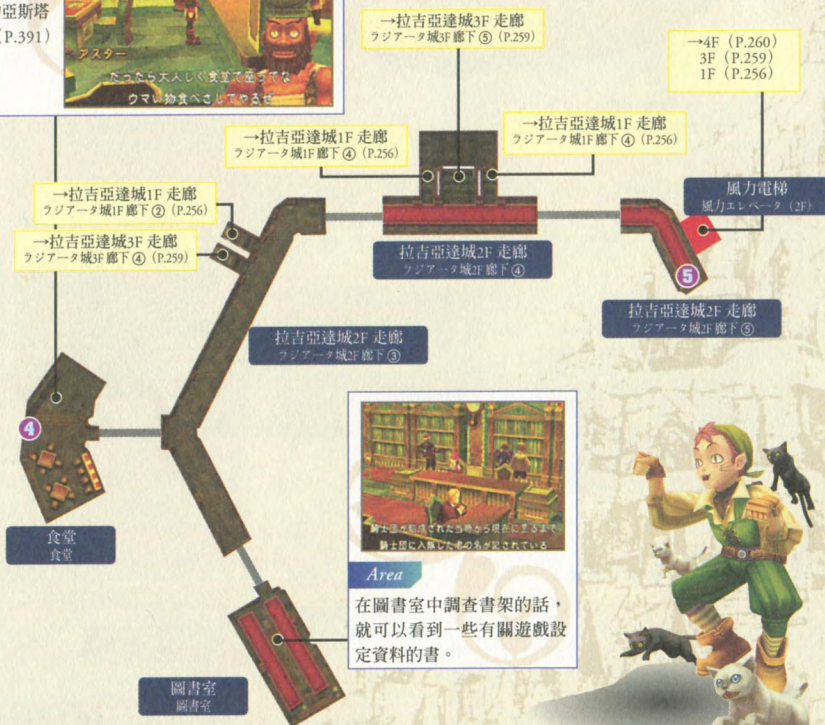 亞斯塔
（P.391）
アスター
たったら大人しく食堂で座ってな
ウマい物食べさしてやるぜ
→拉吉亞達城3F 走廊
ラジアータ城3F 廊下⑤（P.259）
→4F（P.260）
3F（P.259）
1F（P.256）
→拉吉亞達城1F 走廊
ラジアータ城1F 廊下④（P.256）
→拉吉亞達城1F 走廊
ラジアータ城1F 廊下④（P.256）
→拉吉亞達城1F 走廊
ラジアータ城1F 廊下②（P.256）
→拉吉亞達城3F 走廊
ラジアータ城3F 廊下④（P.259）
風力電梯
風力エレベータ（2F）
拉吉亞達城2F 走廊
ラジアータ城2F 廊下④
5
拉吉亞達城2F 走廊
ラジアータ城2F 廊下⑤
拉吉亞達城2F 走廊
ラジアータ城2F 廊下③
4
食堂
食堂
騎士団が結成された当時から現在に至るまで
騎士団に入隊した者の名が記されている
Area
在圖書室中調查書架的話，
就可以看到一些有關遊戲設
定資料的書。
圖書室
圖書室